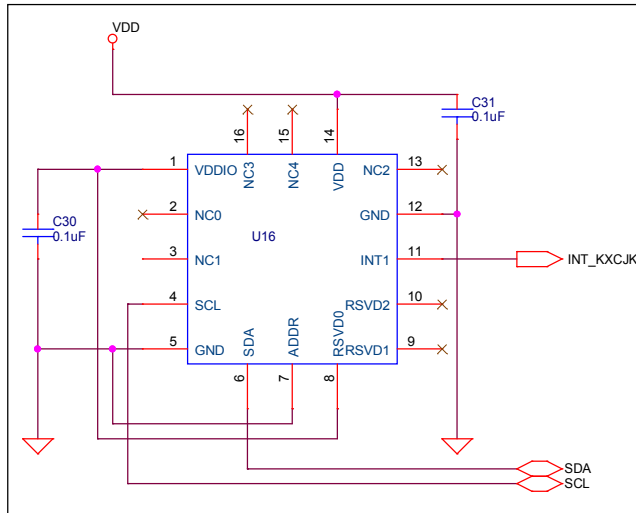 VDD
C31
0.1uF
16
15
14
NC3
NC4
VDD
1
VDDIO
NC2
13
2
NC0
GND
12
C30
0.1uF
U16
3
NC1
INT1
11
INT_KXCJK
4
SCL
RSVD2
10
5
GND
SDA
ADDR
RSVD0
RSVD1
9
6
7
8
SDA
SCL